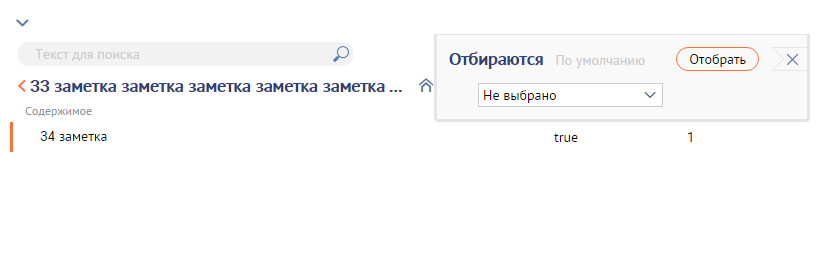 Текст для поиска
Отбираются По умолчанию Отобрать
33 заметка заметка заметка заметка заметка ...
Не выбрано
Содержимое
34 заметка true 1